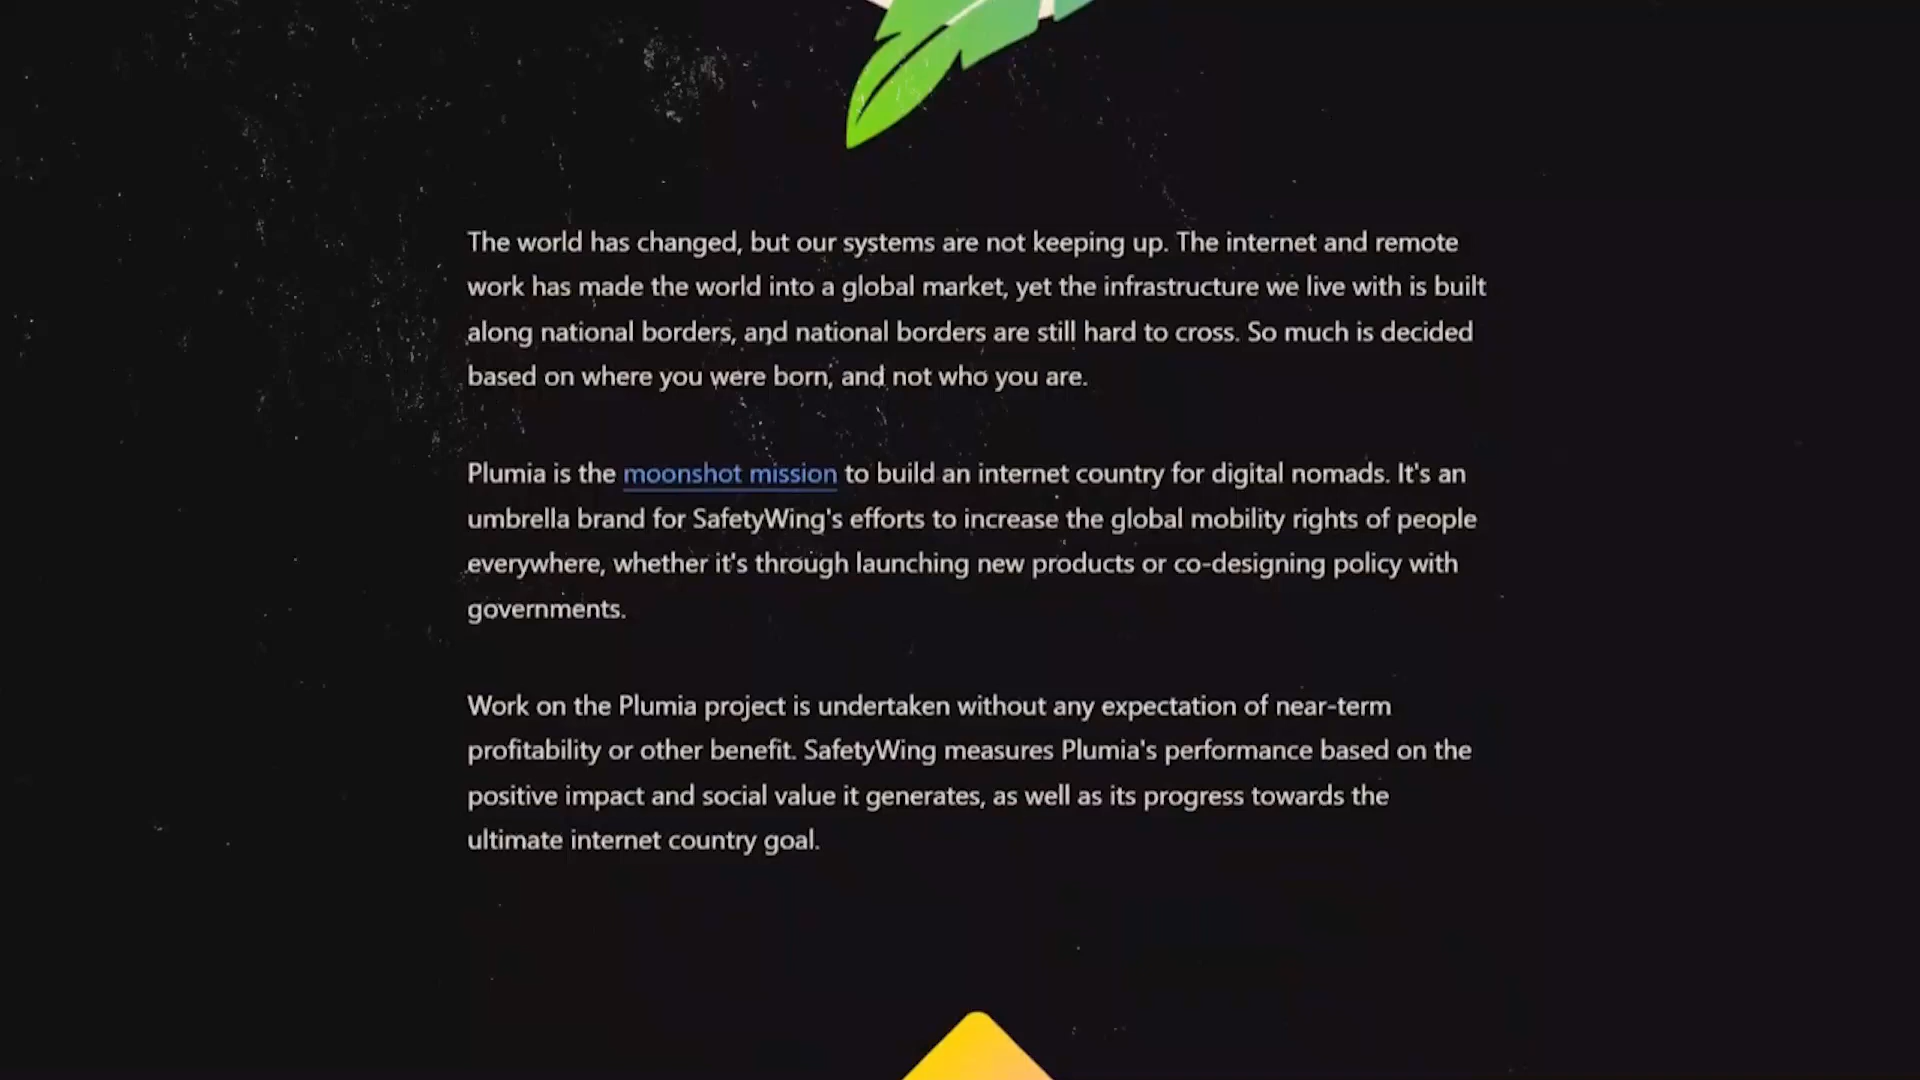 The world has changed, but our systems are not keeping up. The internet and remote
work has made the world into a global market, yet the infrastructure we live with is built
along national borders, and national borders are still hard to cross. So much is decided
based on where you were born, and not who you are.
Plumia is the moonshot mission to build an internet country for digital nomads. It's an
umbrella brand for SafetyWing's efforts to increase the global mobility rights of people
everywhere, whether it's through launching new products or co-designing policy with
governments.
Work on the Plumia project is undertaken without any expectation of near-term
profitability or other benefit. SafetyWing measures Plumia's performance based on the
positive impact and social value it generates, as well as its progress towards the
ultimate internet country goal.